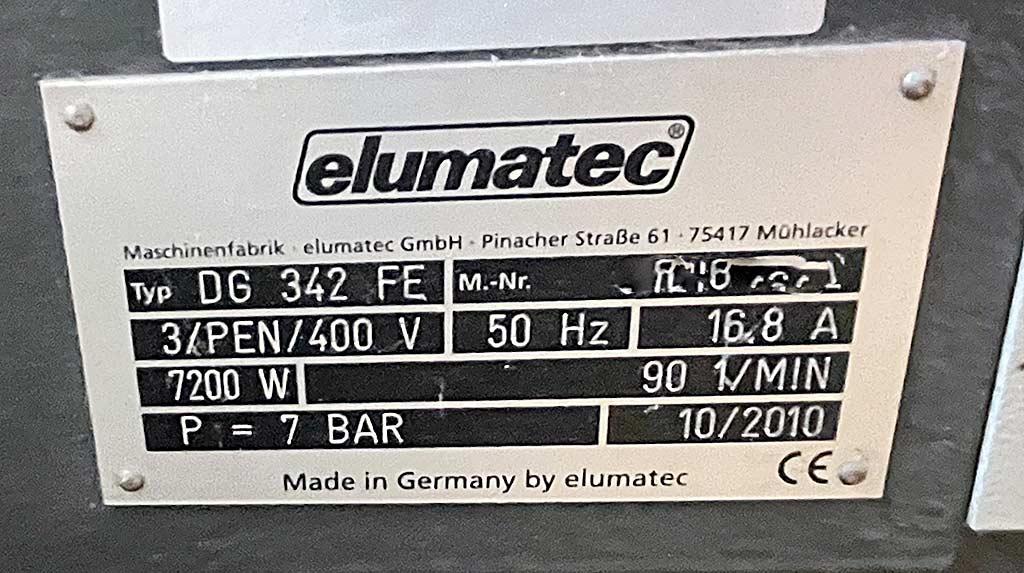 elumatec®
Maschinenfabrik · elumatec GmbH · Pinacher Straße 61 · 75417 Mühlacker
Typ DG 342 FE M.-Nr.
3/PEN/400 V 50 Hz 16.8 A
7200 W 90 1/MIN
P = 7 BAR 10/2010
Made in Germany by elumatec CE